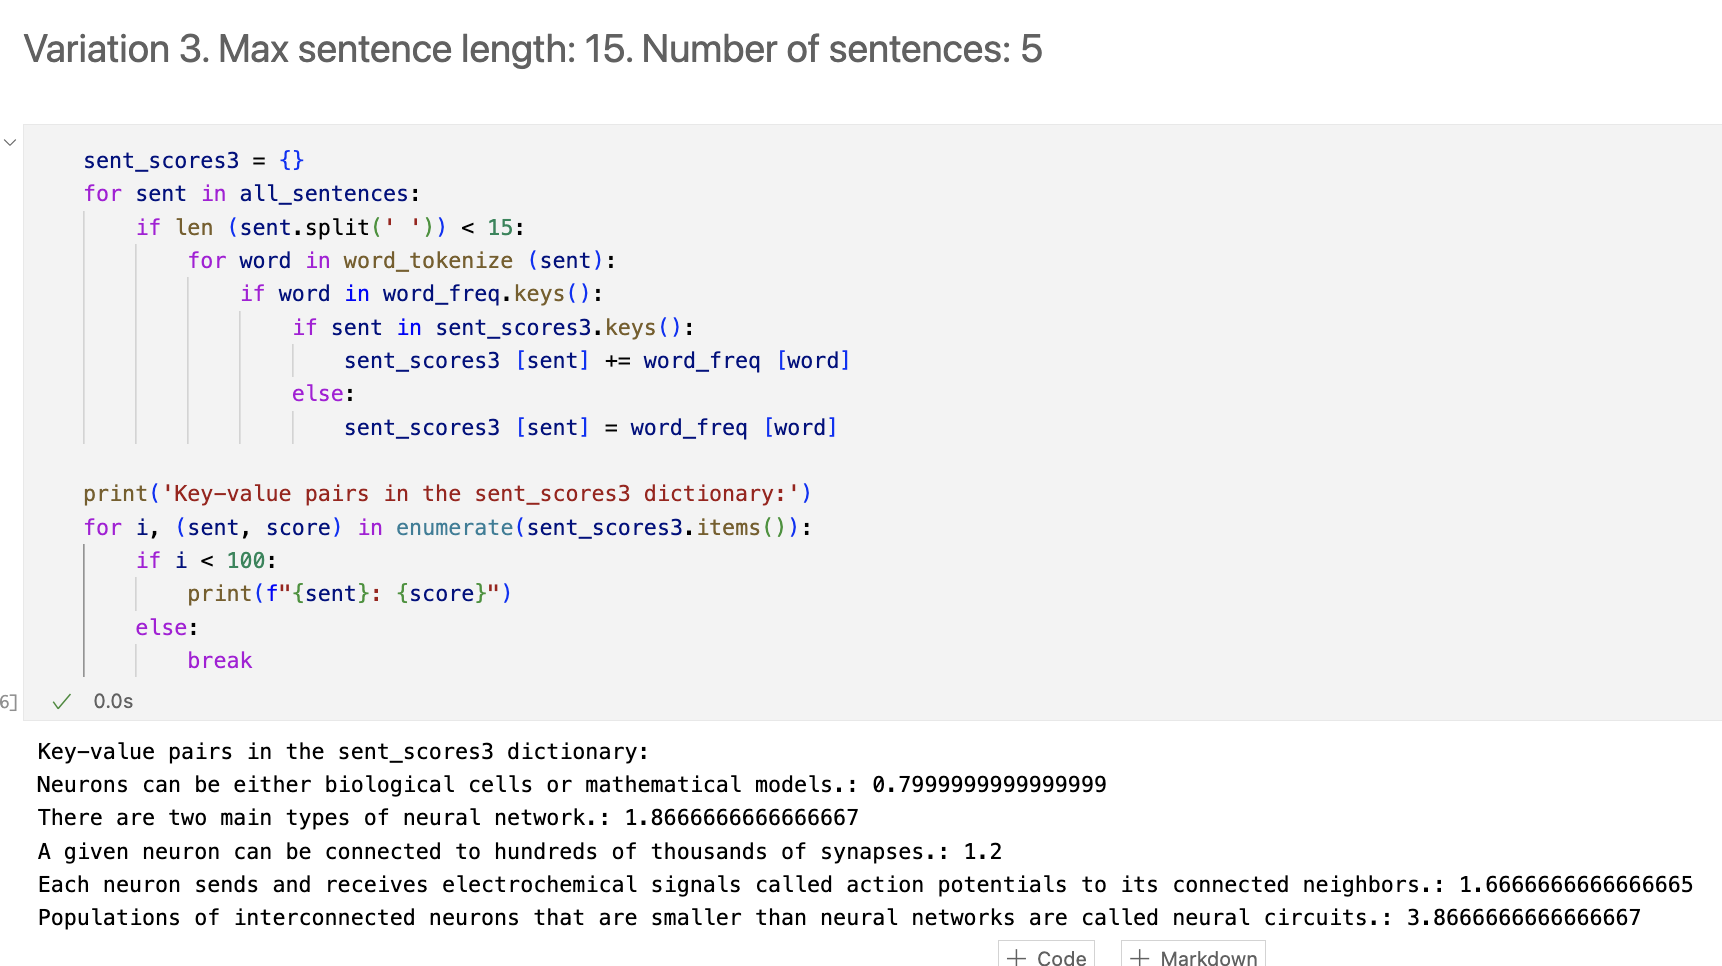 Variation 3. Max sentence length: 15. Number of sentences: 5
sent_scores3 = {}
for sent in all_sentences:
if len (sent.split(' ')) < 15:
for word in word_tokenize (sent):
if word in word_freq.keys():
if sent in sent_scores3.keys():
sent_scores3 [sent] += word_freq [word]
else:
sent_scores3 [sent] = word_freq [word]
print('Key-value pairs in the sent_scores3 dictionary:')
for i, (sent, score) in enumerate(sent_scores3.items()):
if i < 100:
print(f"{sent}: {score}")
else:
break
6] ✓ 0.0s
Key-value pairs in the sent_scores3 dictionary:
Neurons can be either biological cells or mathematical models.: 0.7999999999999999
There are two main types of neural network.: 1.8666666666666667
A given neuron can be connected to hundreds of thousands of synapses.: 1.2
Each neuron sends and receives electrochemical signals called action potentials to its connected neighbors.: 1.6666666666666665
Populations of interconnected neurons that are smaller than neural networks are called neural circuits.: 3.8666666666666667
+ Code + Markdown